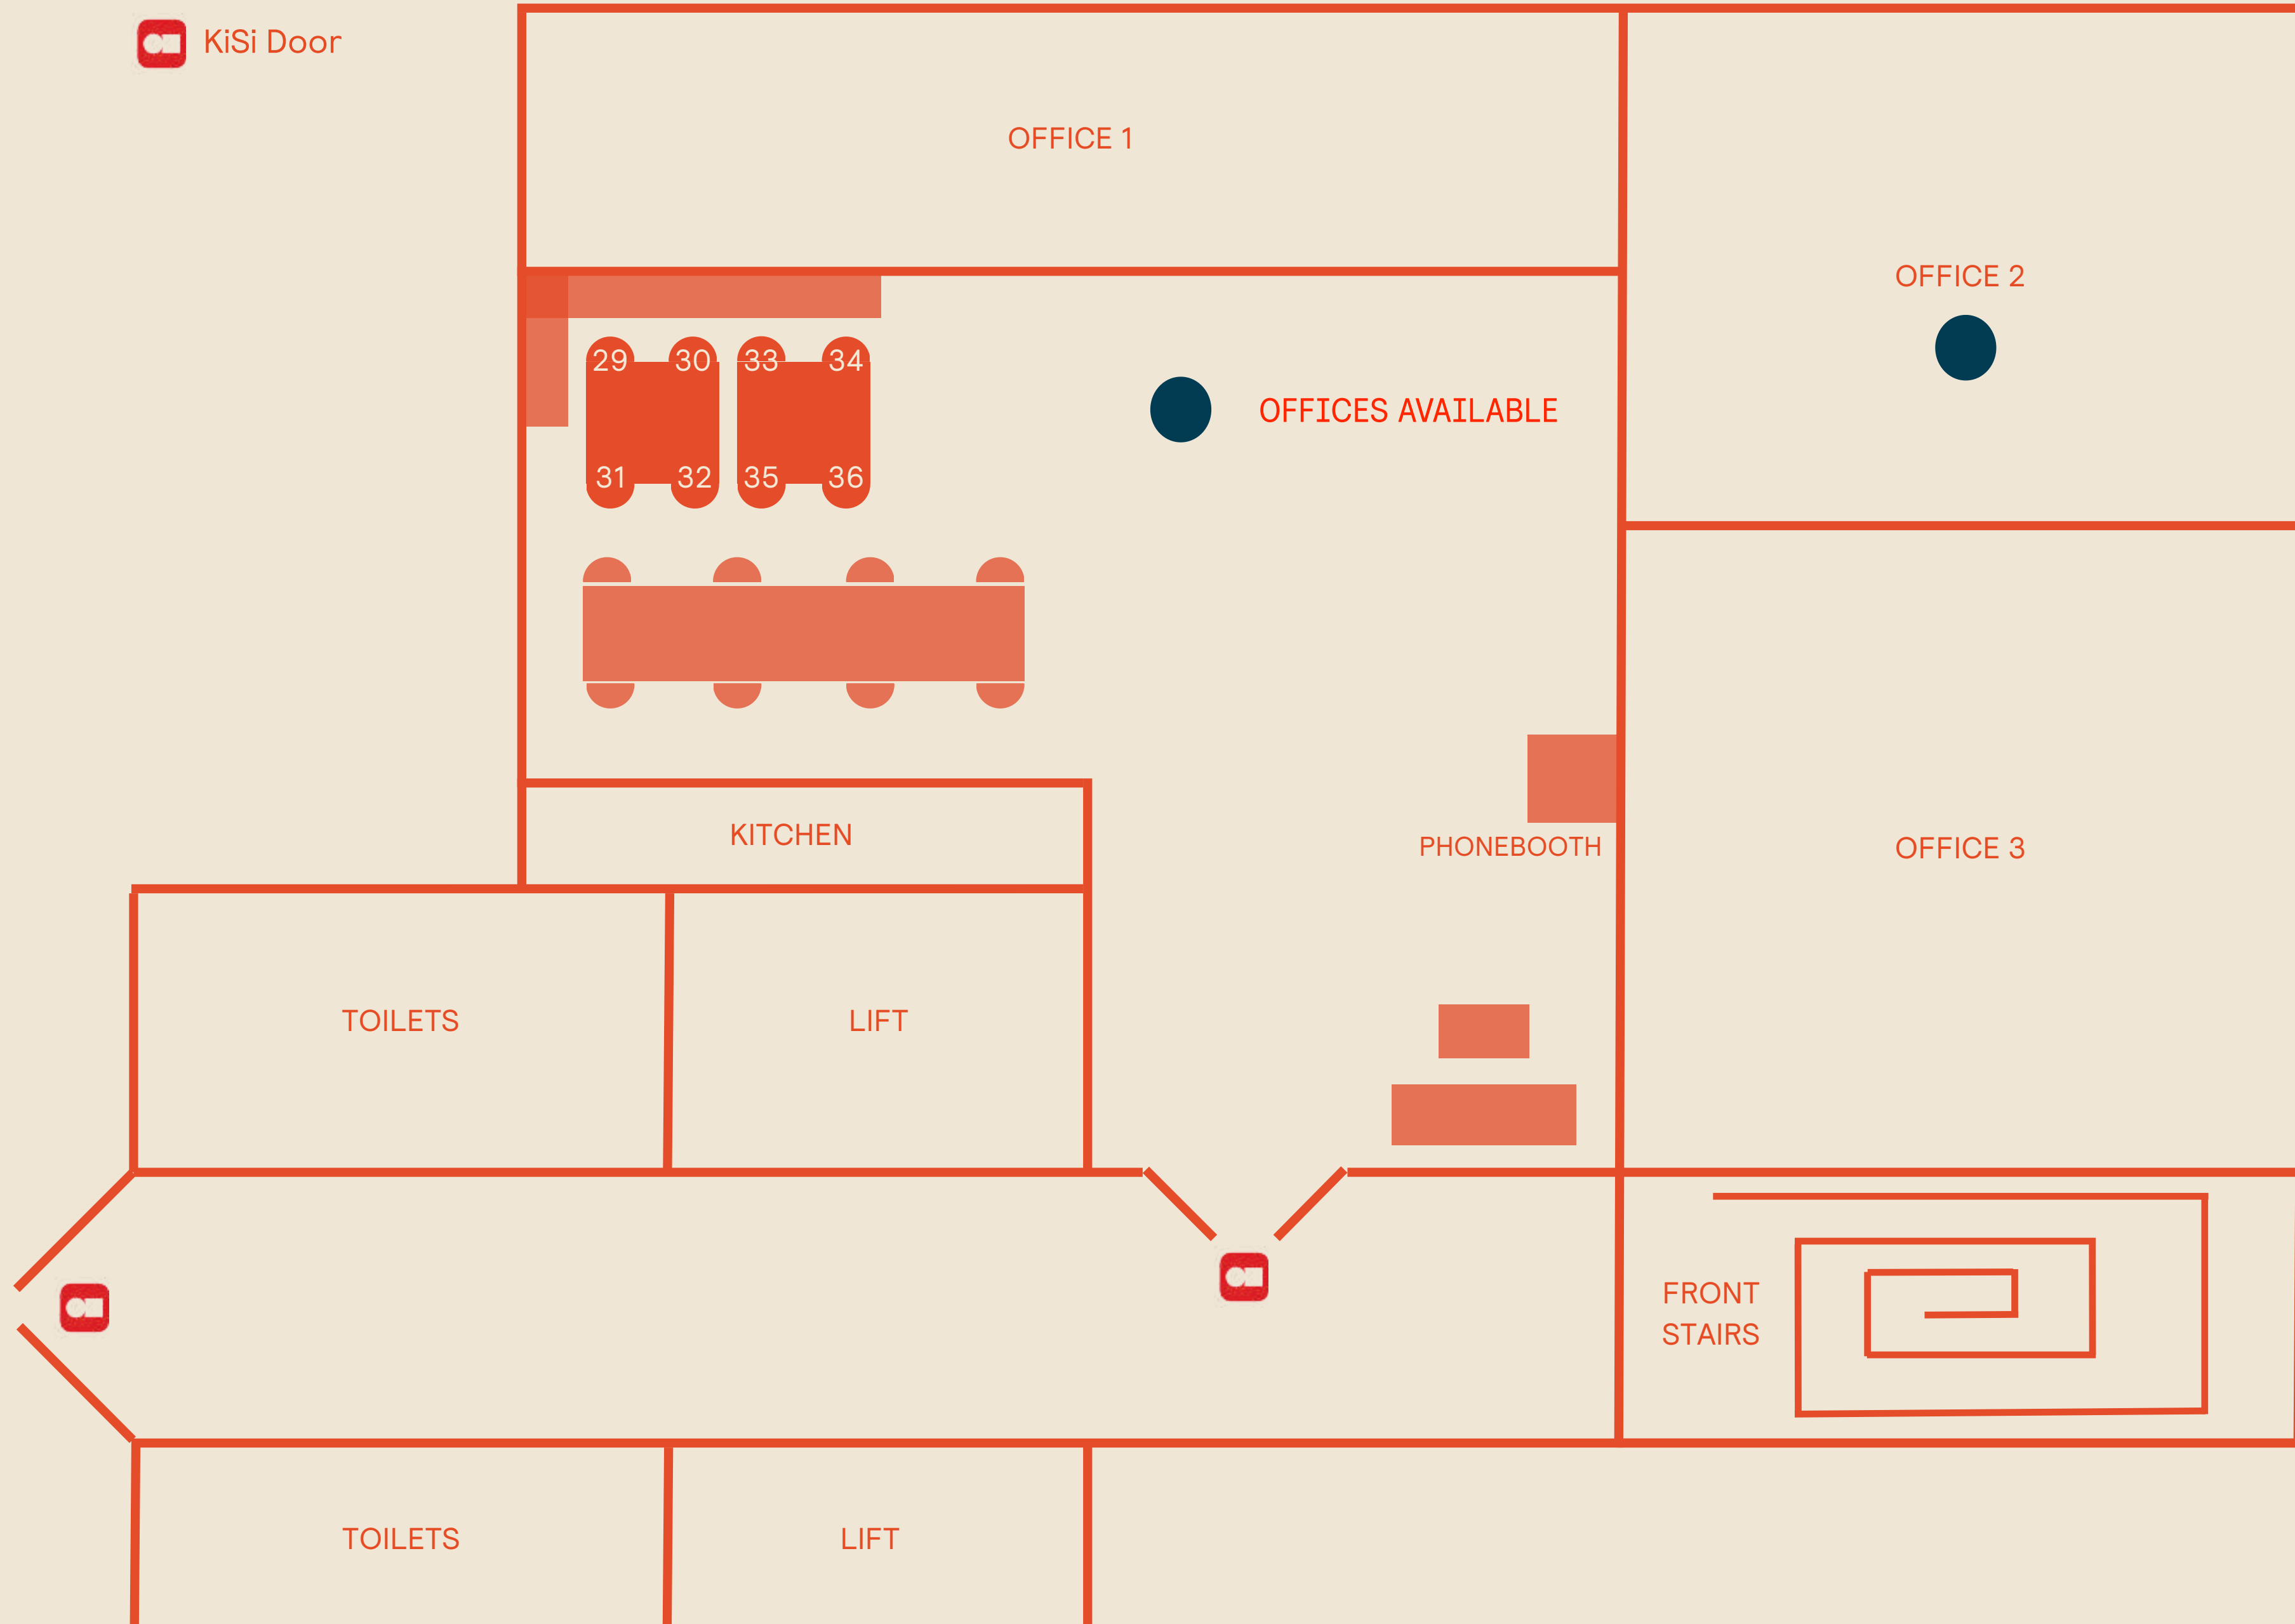 KiSi Door
OFFICE 1
OFFICE 2
29 30 33 34
OFFICES AVAILABLE
31 32 35 36
KITCHEN
PHONEBOOTH
OFFICE 3
TOILETS
LIFT
FRONT
STAIRS
TOILETS
LIFT